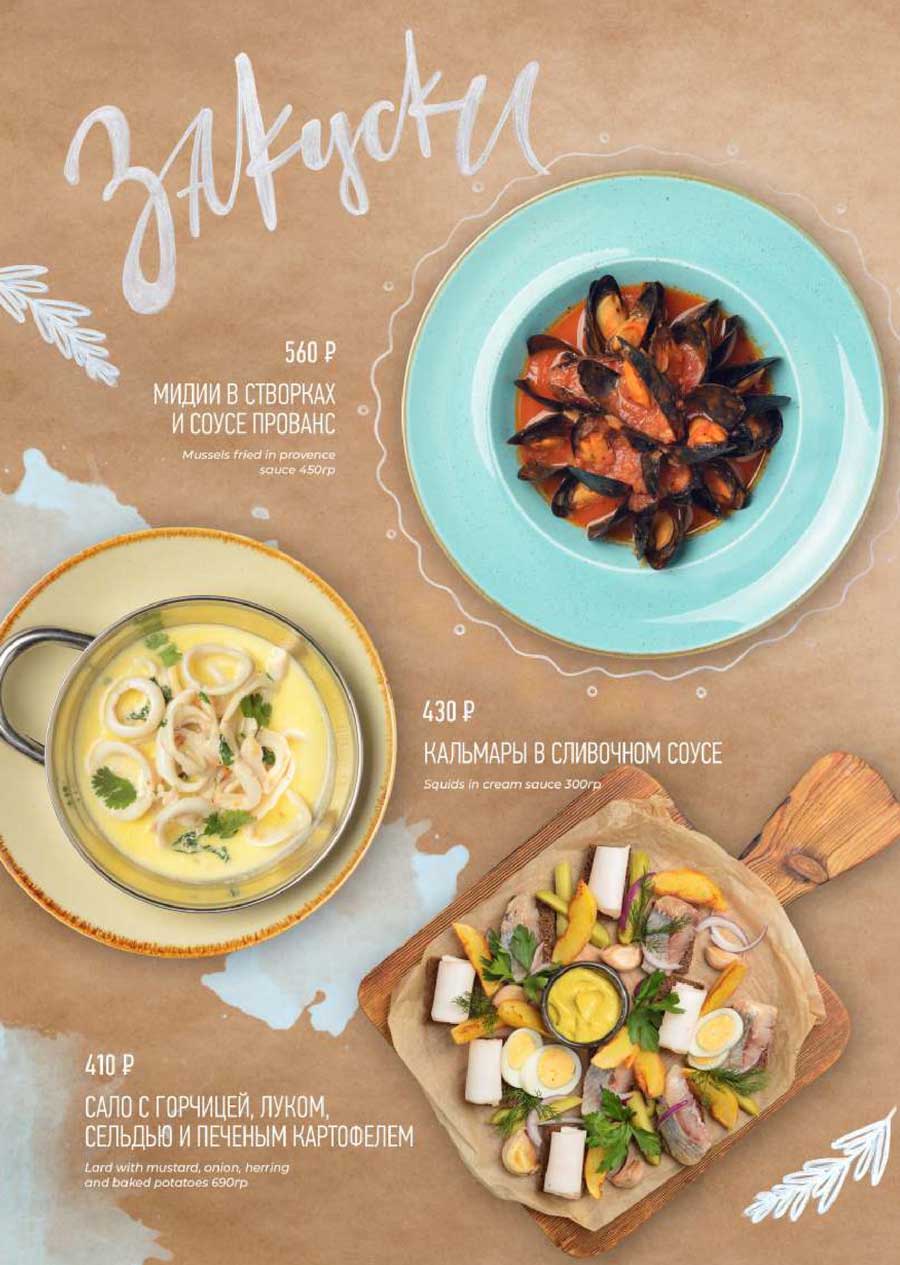 Закуски
560 ₽
МИДИИ В СТВОРКАХ
И СОУСЕ ПРОВАНС
Mussels fried in provence
sauce 450гр
430 ₽
КАЛЬМАРЫ В СЛИВОЧНОМ СОУСЕ
Squids in cream sauce 300гр
410 ₽
САЛО С ГОРЧИЦЕЙ, ЛУКОМ,
СЕЛЬДЬЮ И ПЕЧЕНЫМ КАРТОФЕЛЕМ
Lard with mustard, onion, herring
and baked potatoes 690гр